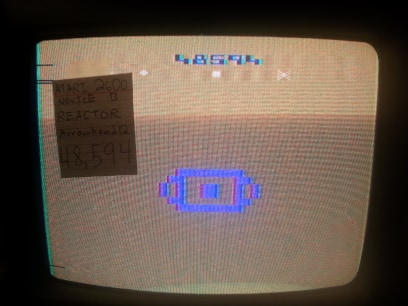 48594
ATARI 2600
NOVICE B
REACTOR
48,594